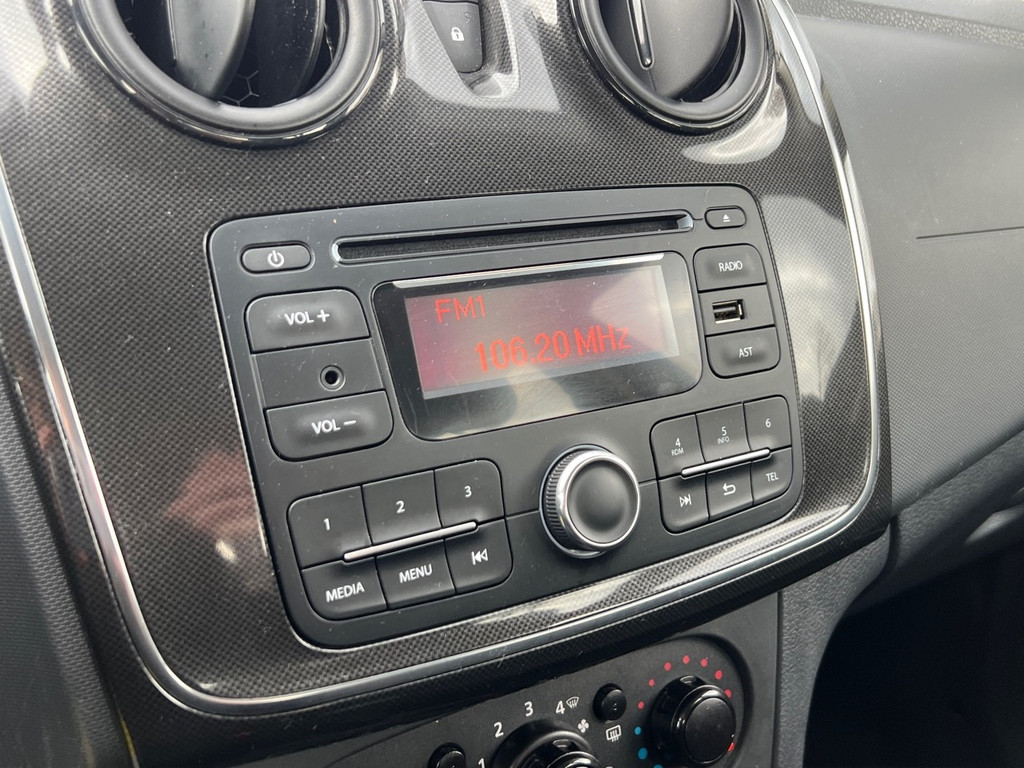 VOL +
VOL −
FM1
106.20 MHz
RADIO
AST
1
2
3
MEDIA
MENU
4
RDM
5
INFO
6
TEL
1
2
3
4